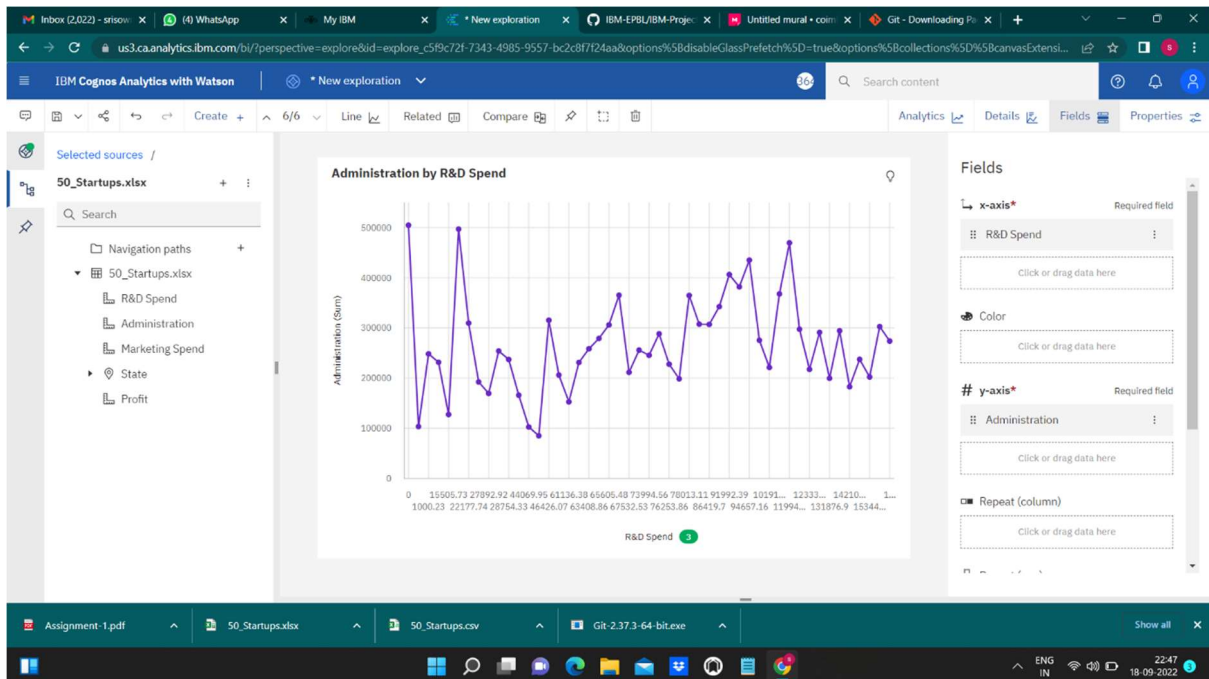 Inbox (2,022) - srisow
(4) WhatsApp
My IBM
* New exploration
IBM-EPBL/IBM-Projec
Untitled mural • coim
Git - Downloading Pa
us3.ca.analytics.ibm.com/bi/?perspective=explore&id=explore_c5f9c72f-7343-4985-9557-bc2c8f7f24aa&options%5BdisableGlassPrefetch%5D=true&options%5Bcollections%5D%5BcanvasExtensi...
S
IBM Cognos Analytics with Watson
* New exploration
364
Search content
Create +
6/6
Line
Related
Compare
Analytics
Details
Fields
Properties
Selected sources /
50_Startups.xlsx
Search
Navigation paths
50_Startups.xlsx
R&D Spend
Administration
Marketing Spend
State
Profit
Administration by R&D Spend
Administration (Sum)
500000
400000
300000
200000
100000
0
0 15505.73 27892.92 44069.95 61136.38 65605.48 73994.56 78013.11 91992.39 10191... 12333... 14210... 1...
1000.23 22177.74 28754.33 46426.07 63408.86 67532.53 76253.86 86419.7 94657.16 11994... 131876.9 15344...
R&D Spend 3
Fields
x-axis* Required field
R&D Spend
Click or drag data here
Color
Click or drag data here
y-axis* Required field
Administration
Click or drag data here
Repeat (column)
Click or drag data here
Assignment-1.pdf
50_Startups.xlsx
50_Startups.csv
Git-2.37.3-64-bit.exe
Show all
ENG
IN
22:47
18-09-2022
3